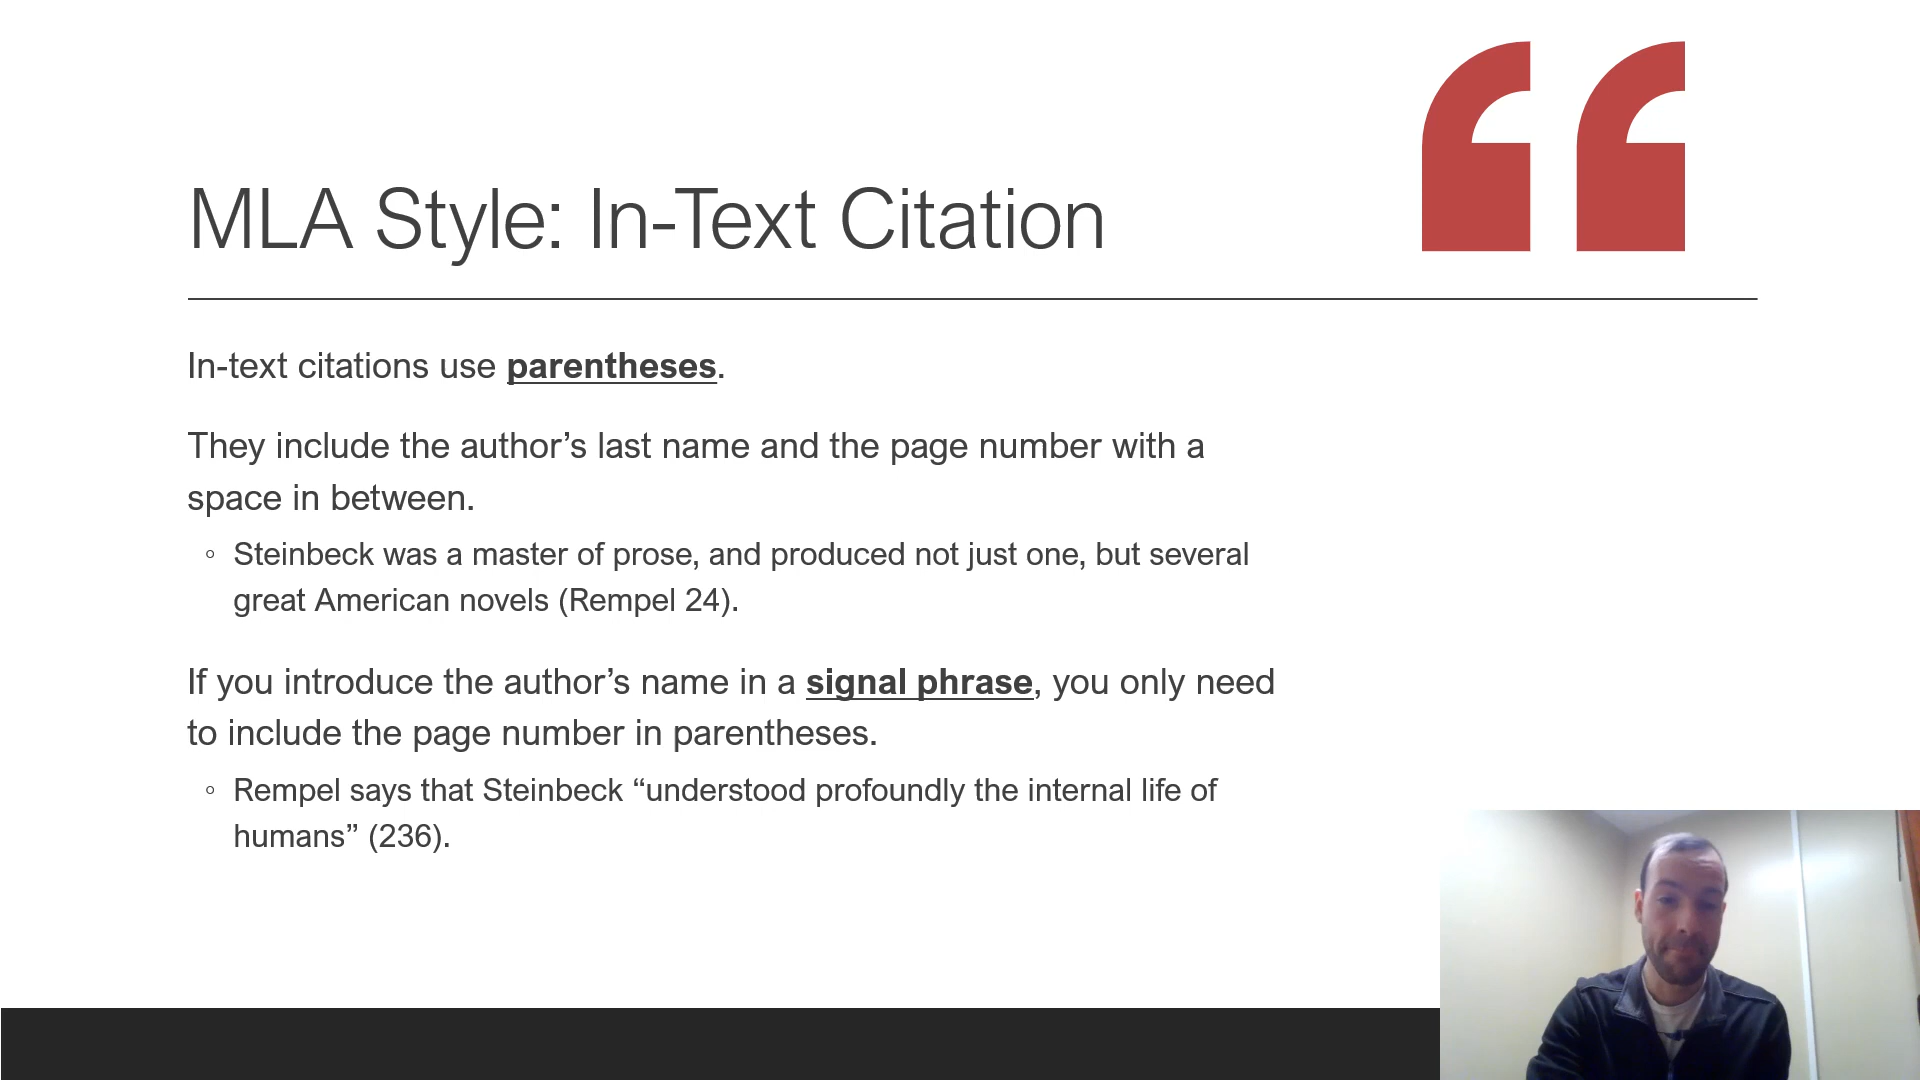 MLA Style: In-Text Citation
In-text citations use parentheses.
They include the author’s last name and the page number with a
space in between.
◦ Steinbeck was a master of prose, and produced not just one, but several
great American novels (Rempel 24).
If you introduce the author’s name in a signal phrase, you only need
to include the page number in parentheses.
◦ Rempel says that Steinbeck “understood profoundly the internal life of
humans” (236).